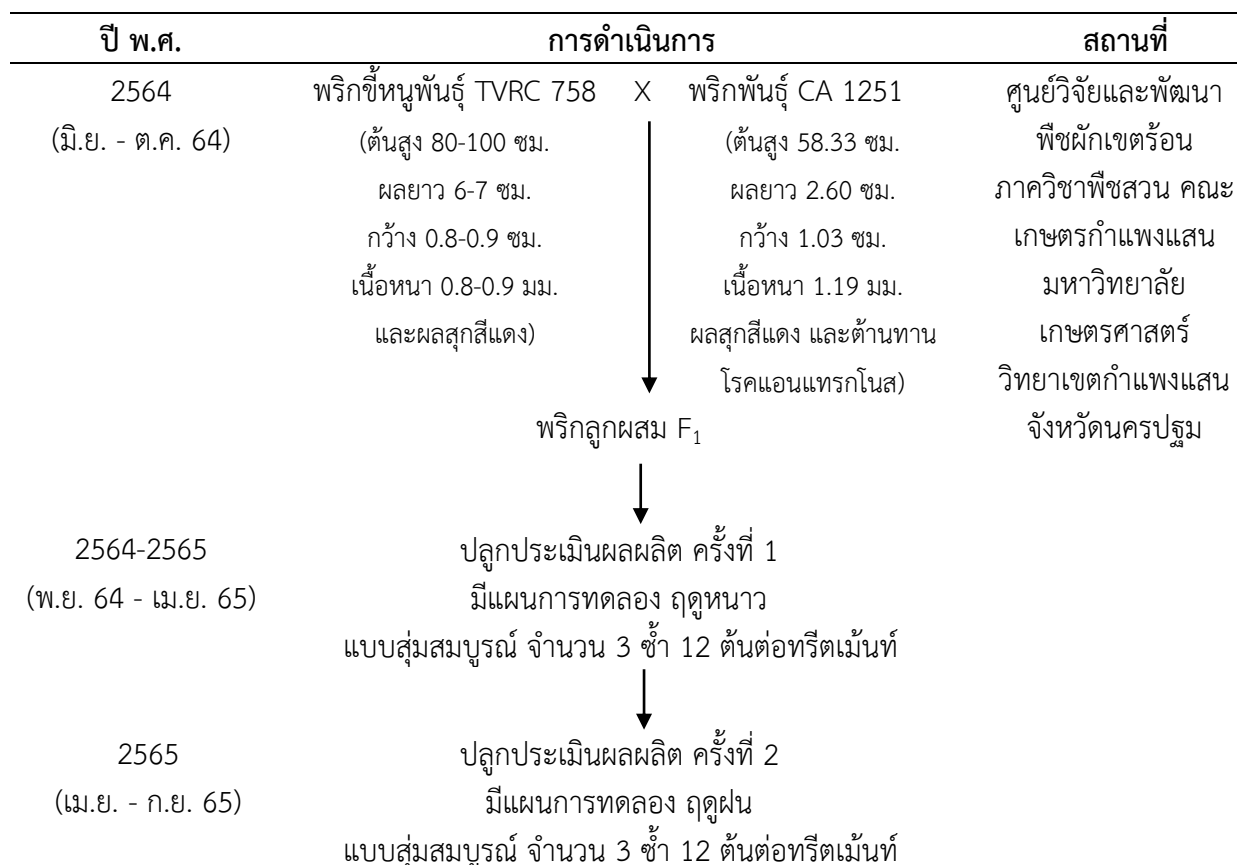 ปี พ.ศ. การดำเนินการ สถานที่
2564 พริกขี้หนูพันธุ์ TVRC 758 X พริกพันธุ์ CA 1251 ศูนย์วิจัยและพัฒนา
(มิ.ย. - ต.ค. 64) (ต้นสูง 80-100 ซม. (ต้นสูง 58.33 ซม. พืชผักเขตร้อน
ผลยาว 6-7 ซม. ผลยาว 2.60 ซม. ภาควิชาพืชสวน คณะ
กว้าง 0.8-0.9 ซม. กว้าง 1.03 ซม. เกษตรกำแพงแสน
เนื้อหนา 0.8-0.9 มม. เนื้อหนา 1.19 มม. มหาวิทยาลัย
และผลสุกสีแดง) ผลสุกสีแดง และต้านทาน เกษตรศาสตร์
โรคแอนแทรกโนส) วิทยาเขตกำแพงแสน
พริกลูกผสม F₁ จังหวัดนครปฐม
2564-2565 ปลูกประเมินผลผลิต ครั้งที่ 1
(พ.ย. 64 - เม.ย. 65) มีแผนการทดลอง ฤดูหนาว
แบบสุ่มสมบูรณ์ จำนวน 3 ซ้ำ 12 ต้นต่อทรีตเม้นท์
2565 ปลูกประเมินผลผลิต ครั้งที่ 2
(เม.ย. - ก.ย. 65) มีแผนการทดลอง ฤดูฝน
แบบสุ่มสมบูรณ์ จำนวน 3 ซ้ำ 12 ต้นต่อทรีตเม้นท์